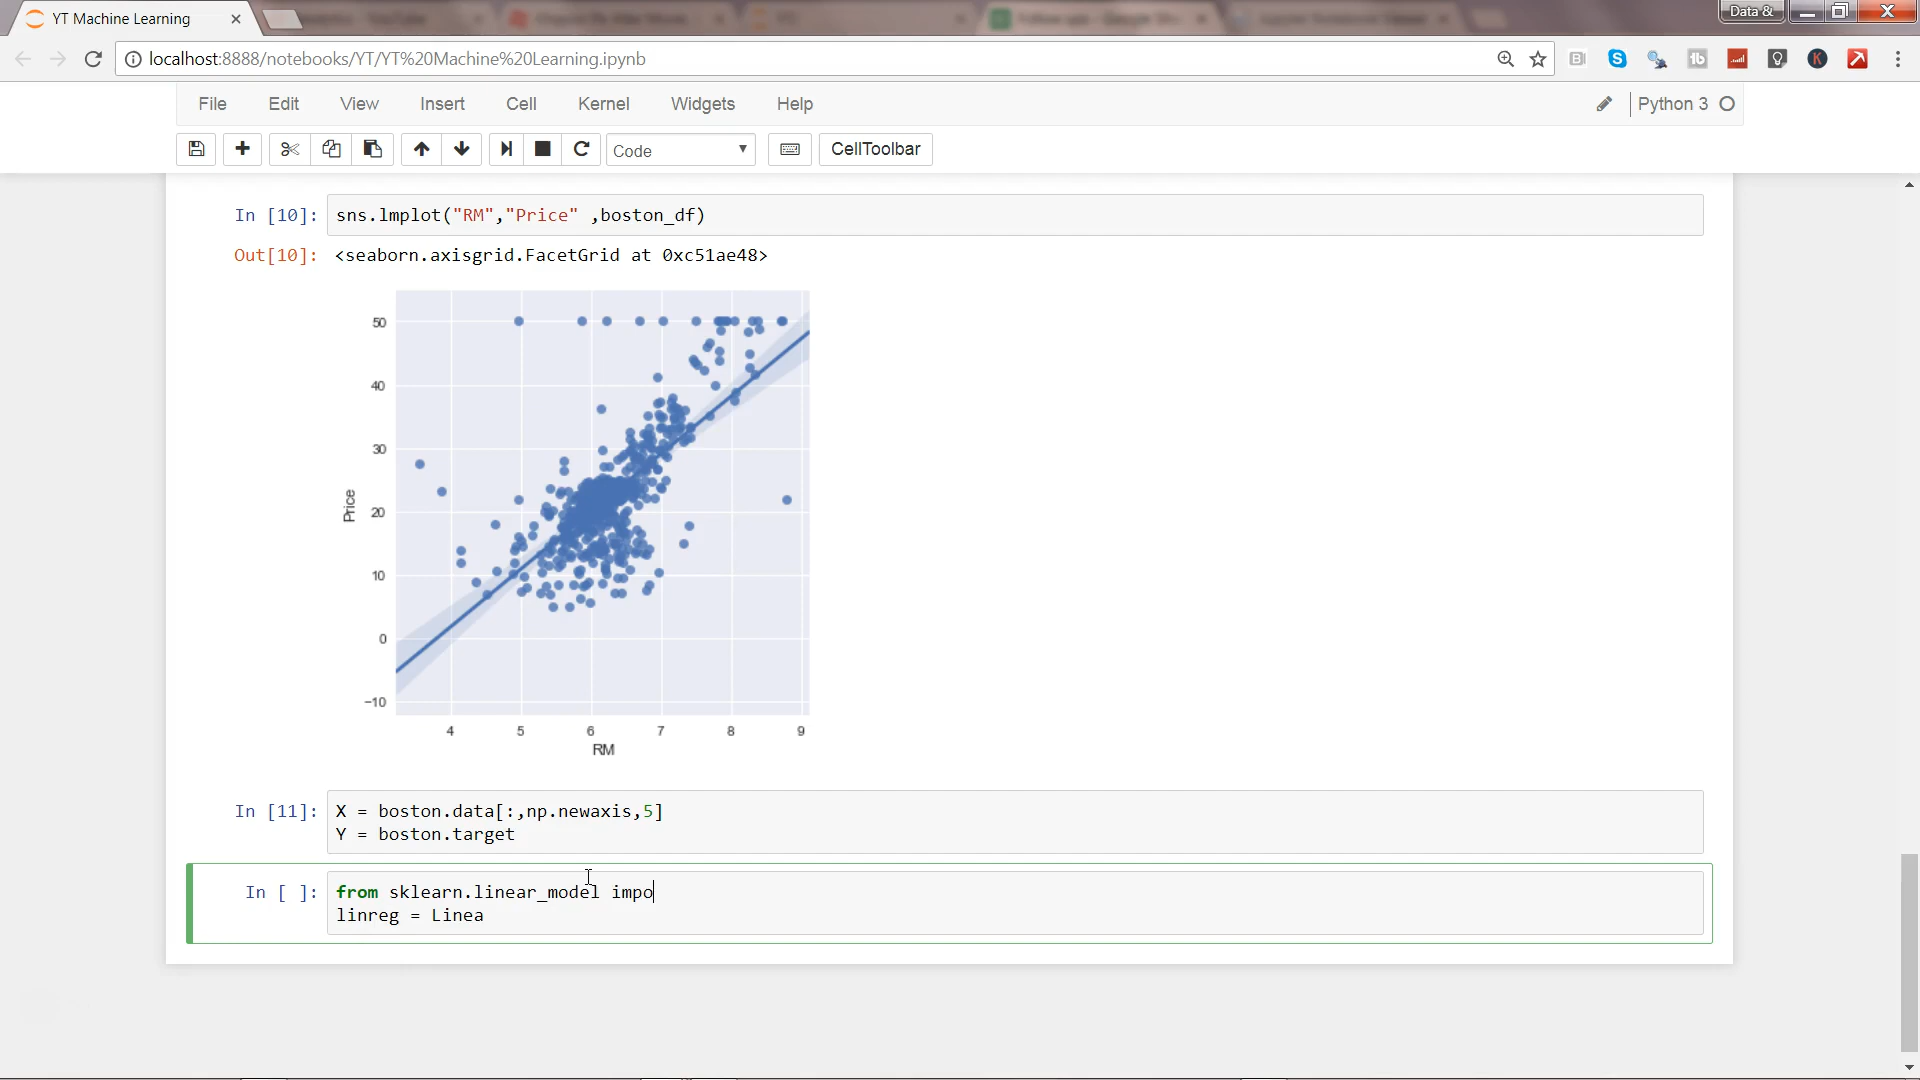 YT Machine Learning
Data &
localhost:8888/notebooks/YT/YT%20Machine%20Learning.ipynb
File Edit View Insert Cell Kernel Widgets Help
Python 3
Code
CellToolbar
In [10]:
sns.lmplot("RM","Price" ,boston_df)
Out[10]:
<seaborn.axisgrid.FacetGrid at 0xc51ae48>
50
40
30
20
10
0
−10
Price
4 5 6 7 8 9
RM
In [11]:
X = boston.data[:,np.newaxis,5]
Y = boston.target
In [ ]:
from sklearn.linear_model impo
linreg = Linea